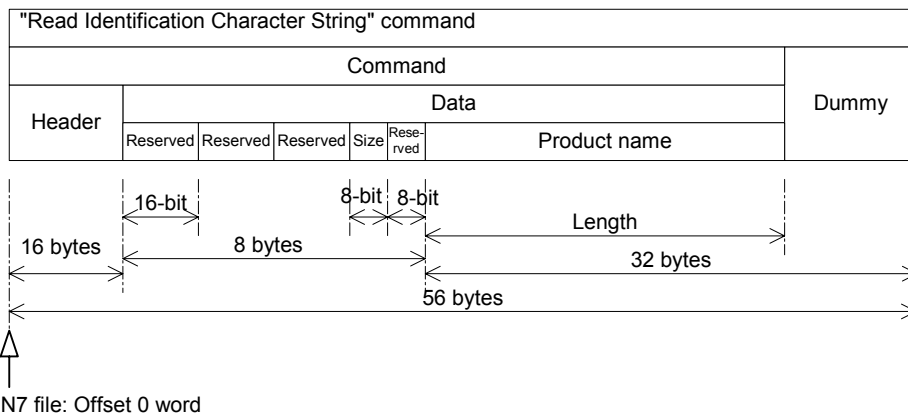 "Read Identification Character String" command
Command
Header
Data
Dummy
Reserved
Reserved
Reserved
Size
Rese-
rved
Product name
16-bit
8-bit
8-bit
Length
16 bytes
8 bytes
32 bytes
56 bytes
N7 file: Offset 0 word